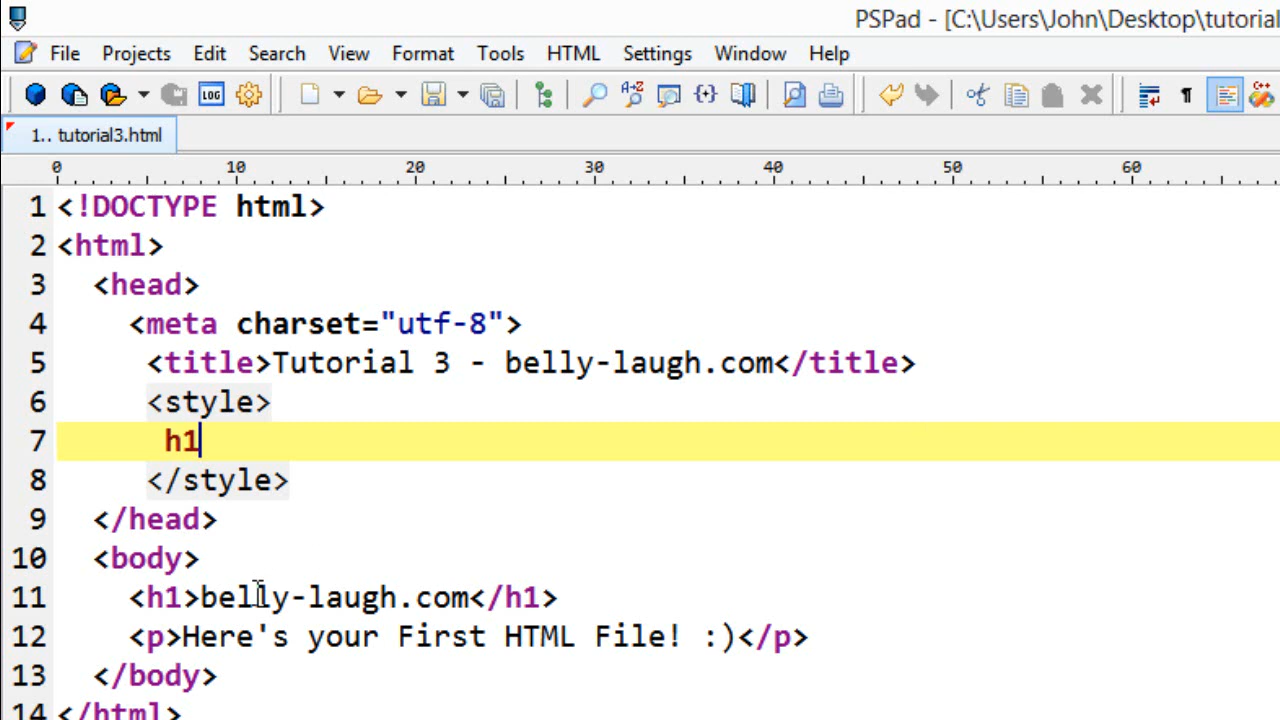 PSPad - [C:\Users\John\Desktop\tutorial
File Projects Edit Search View Format Tools HTML Settings Window Help
LOG A-Z {+} ¶ C++
1.. tutorial3.html
0 10 20 30 40 50 60
1 <!DOCTYPE html>
2 <html>
3 <head>
4 <meta charset="utf-8">
5 <title>Tutorial 3 - belly-laugh.com</title>
6 <style>
7 h1
8 </style>
9 </head>
10 <body>
11 <h1>belly-laugh.com</h1>
12 <p>Here's your First HTML File! :)</p>
13 </body>
14 </html>